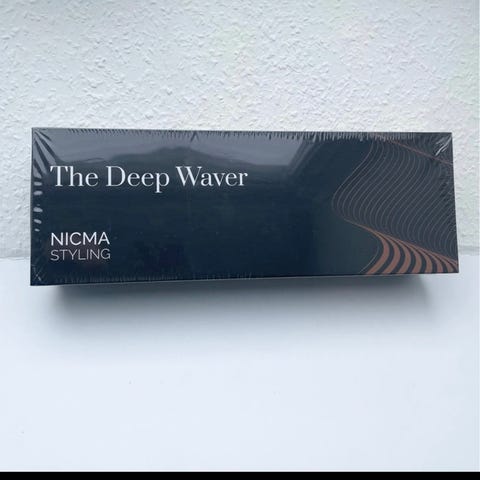 The Deep Waver
NICMA
STYLING